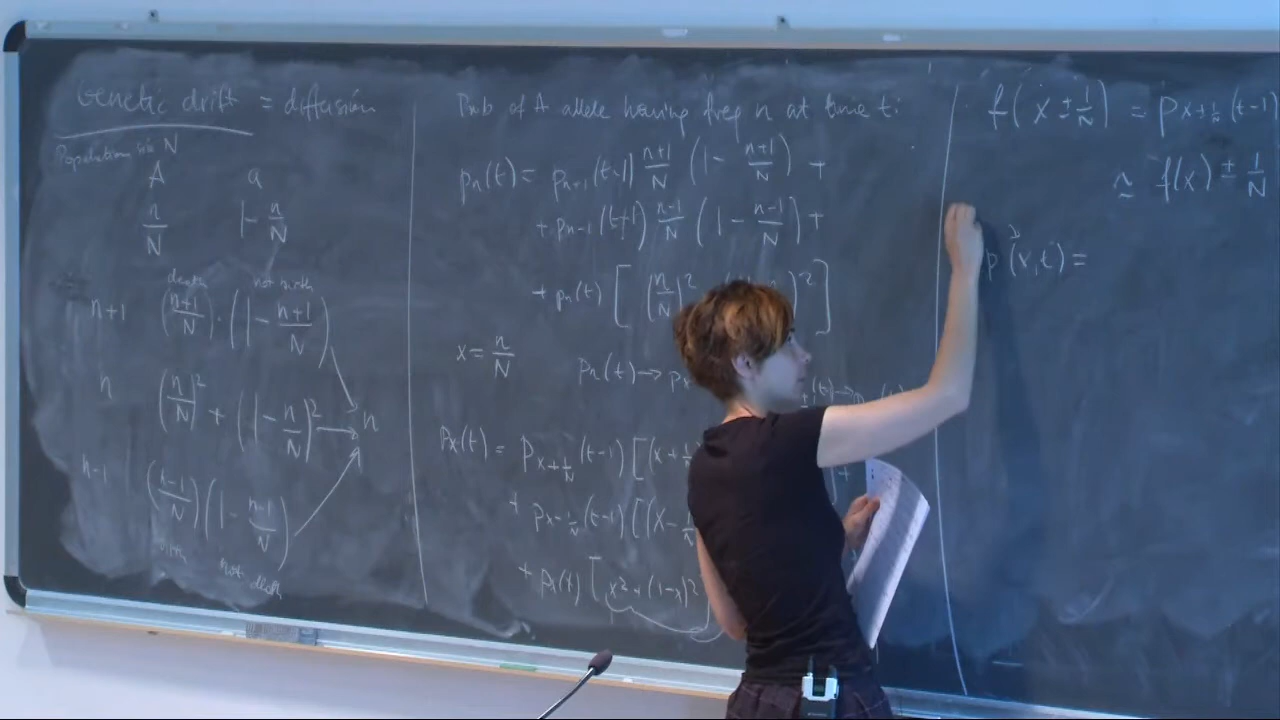 Genetic drift = diffusion
Population size N
A a
n/N 1 - n/N
death not birth
n+1 (n+1/N) · (1 - n+1/N)
n (n/N)² + (1 - n/N)² → n
n-1 (n-1/N) (1 - n-1/N)
birth not death
Prob of A allele having freq n at time t:
pn(t) = pn+1(t-1) n+1/N (1 - n+1/N) +
+ pn-1(t-1) n-1/N (1 - n-1/N) +
+ pn(t) [ (n/N)² )² ]
x = n/N pn(t) → px
px(t) = px+1/N (t-1) [(x+
+ px-1/N (t-1) [(x-
+ px(t) [x² + (1-x)²
f(x ± 1/N) = px±1/N (t-1)
≃ f(x) ± 1/N
p(x,t) =